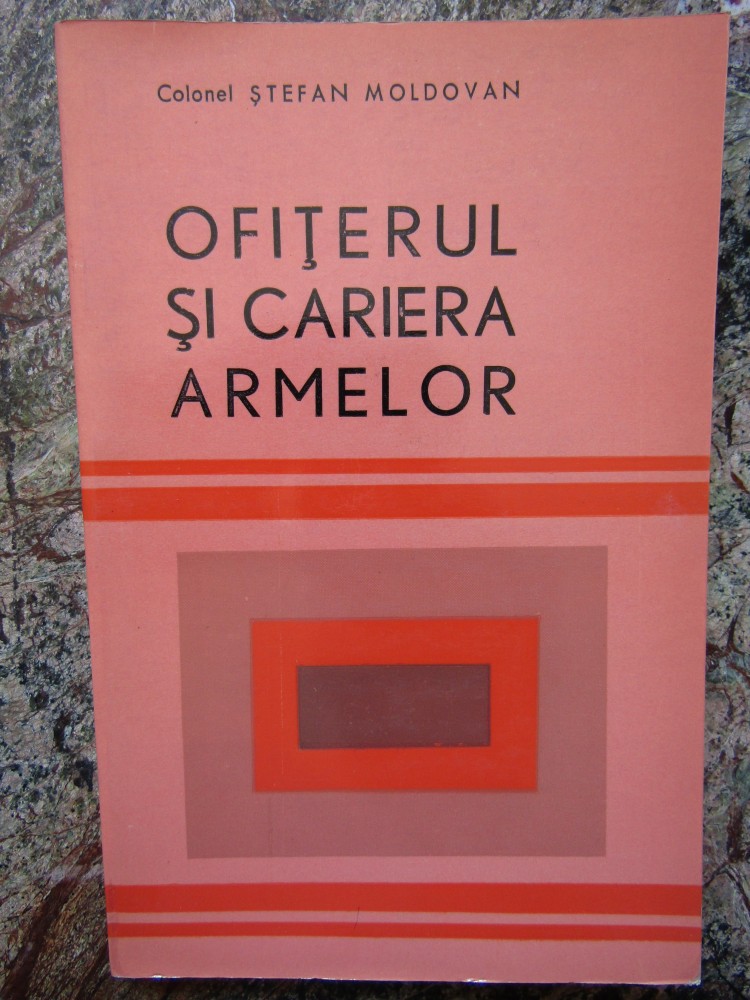 Colonel ŞTEFAN MOLDOVAN
OFIŢERUL
ŞI CARIERA
ARMELOR